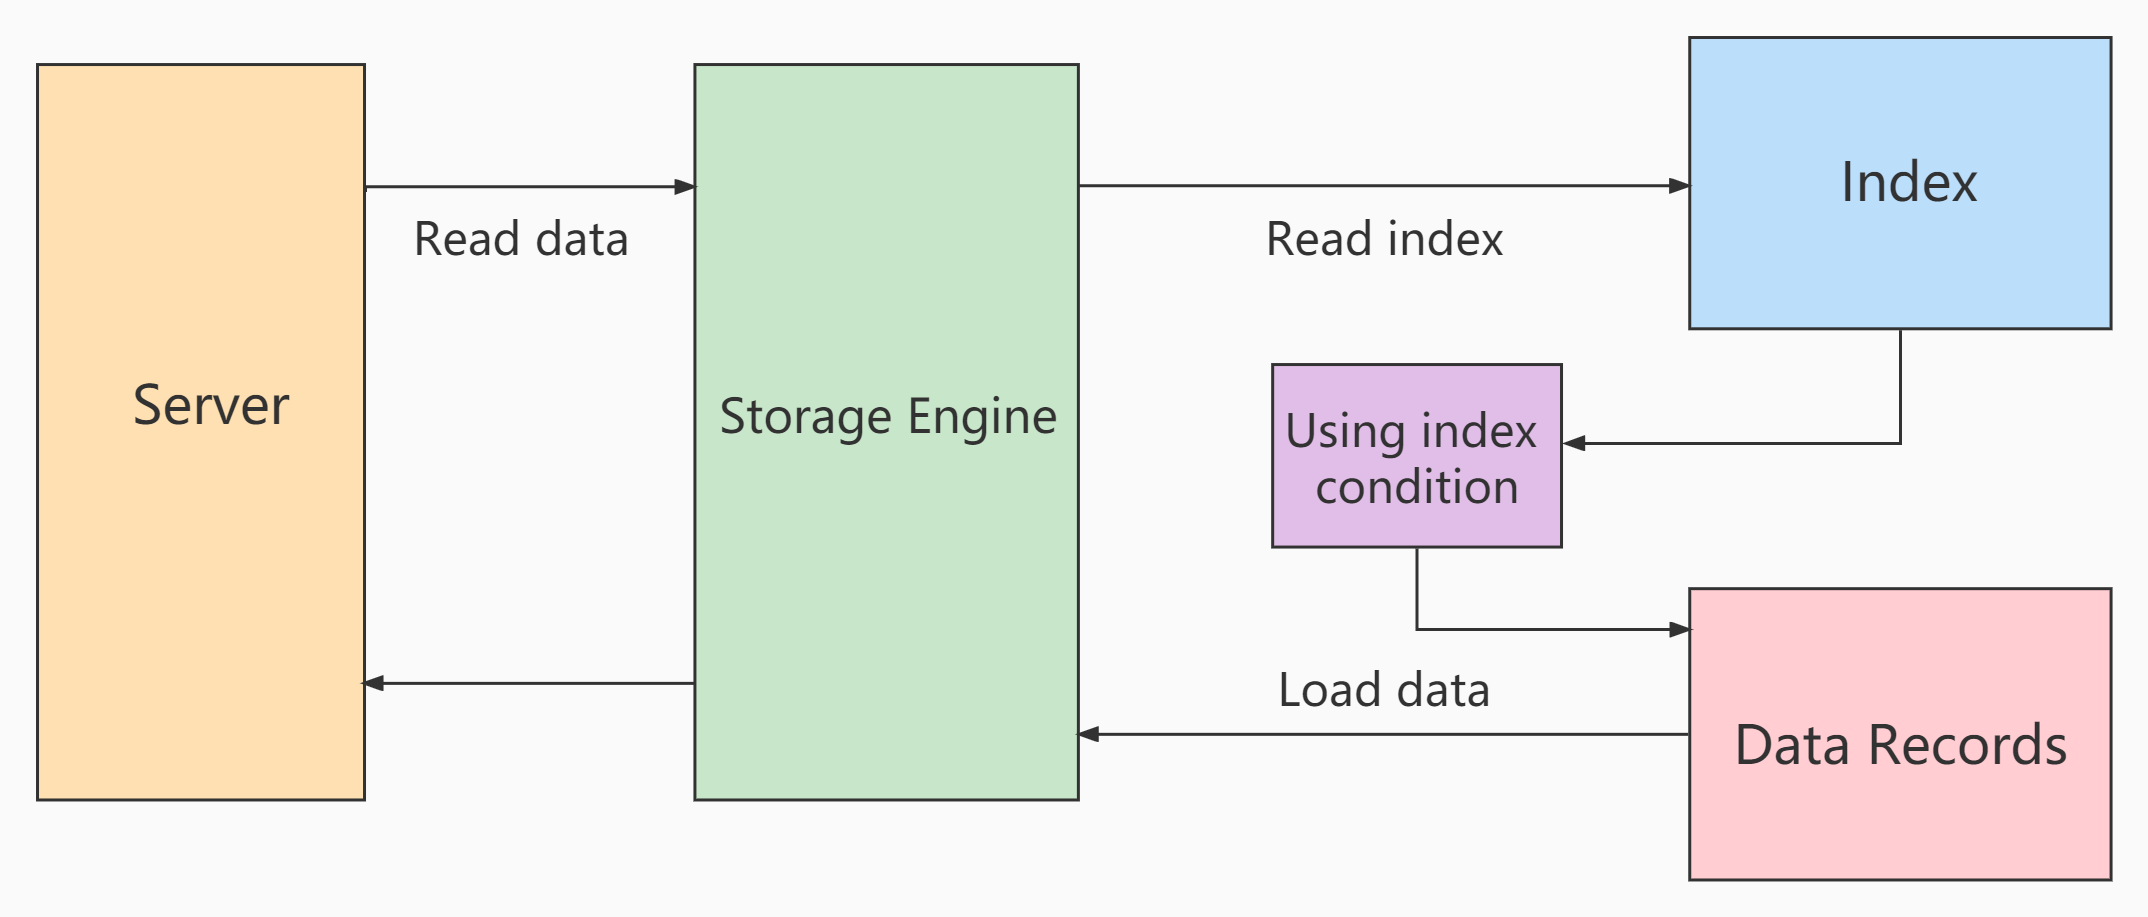 Server
Read data
Storage Engine
Read index
Index
Using index
condition
Load data
Data Records